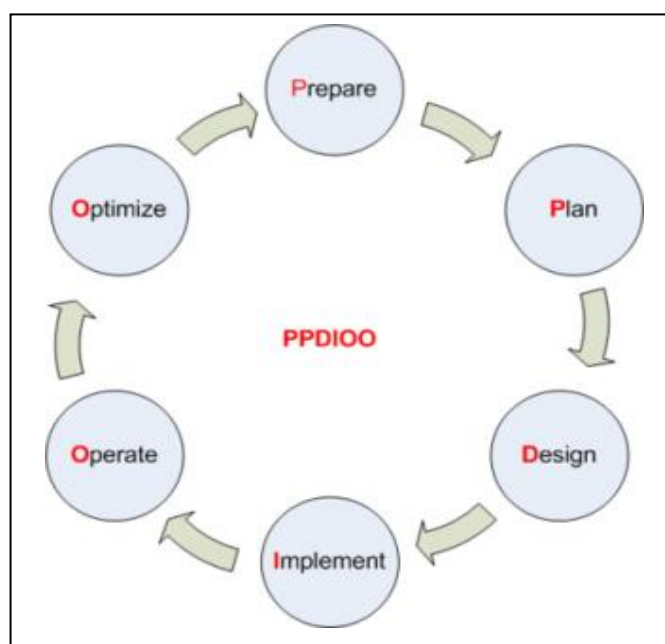 Prepare
Optimize
Plan
PPDIOO
Operate
Design
Implement